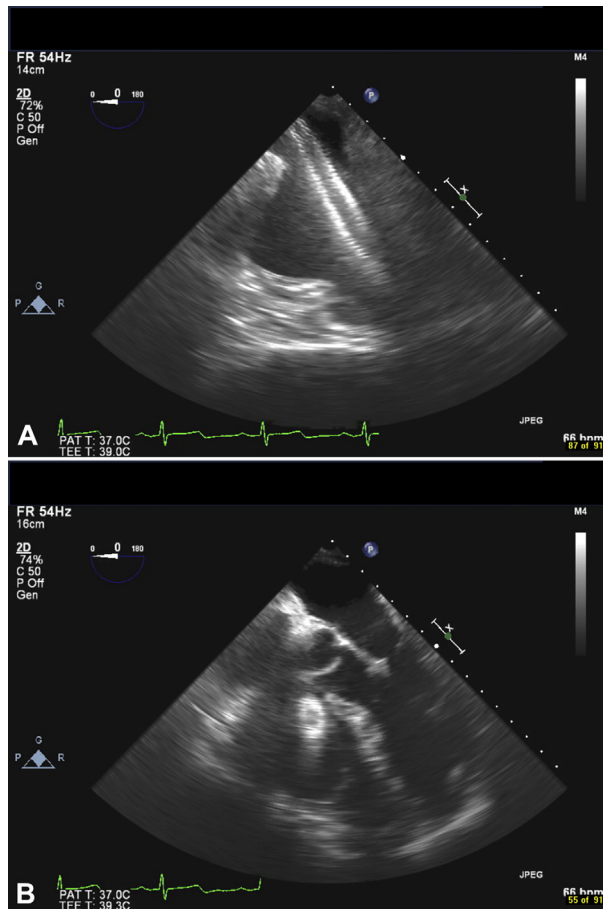 FR 54Hz
14cm
M4
2D
72%
C 50
P Off
Gen
0 0 180
P
X
G
P R
JPEG
A
PAT T: 37.0C
TEE T: 39.0C
66 bpm
87 of 91
FR 54Hz
16cm
M4
2D
74%
C 50
P Off
Gen
0 0 180
P
X
G
P R
JPEG
B
PAT T: 37.0C
TEE T: 39.3C
66 bpm
55 of 91